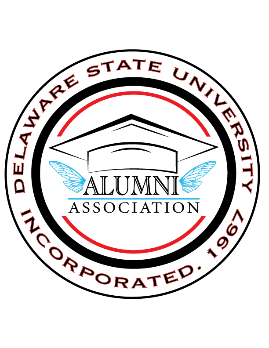 DELAWARE STATE UNIVERSITY
ALUMNI
ASSOCIATION
INCORPORATED. 1967